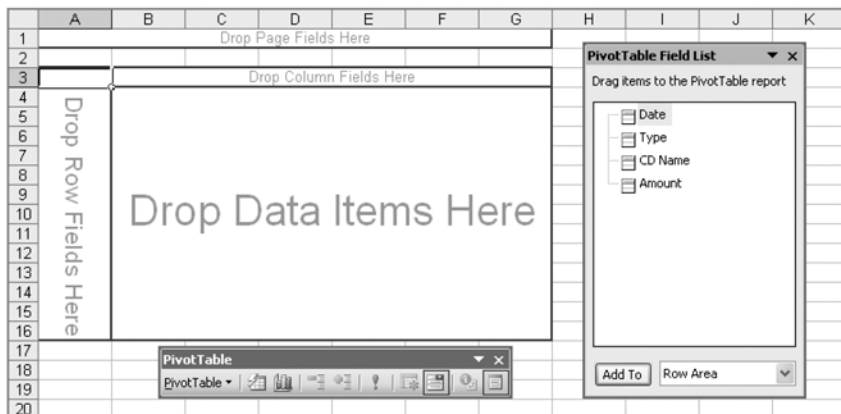 A B C D E F G H I J K
1 Drop Page Fields Here
2
3 Drop Column Fields Here
4
5
6
7
8
9
10
11
12
13
14
15
16
17
18
19
20
Drop Row Fields Here
Drop Data Items Here
PivotTable Field List
Drag items to the PivotTable report
Date
Type
CD Name
Amount
Add To Row Area
PivotTable
PivotTable